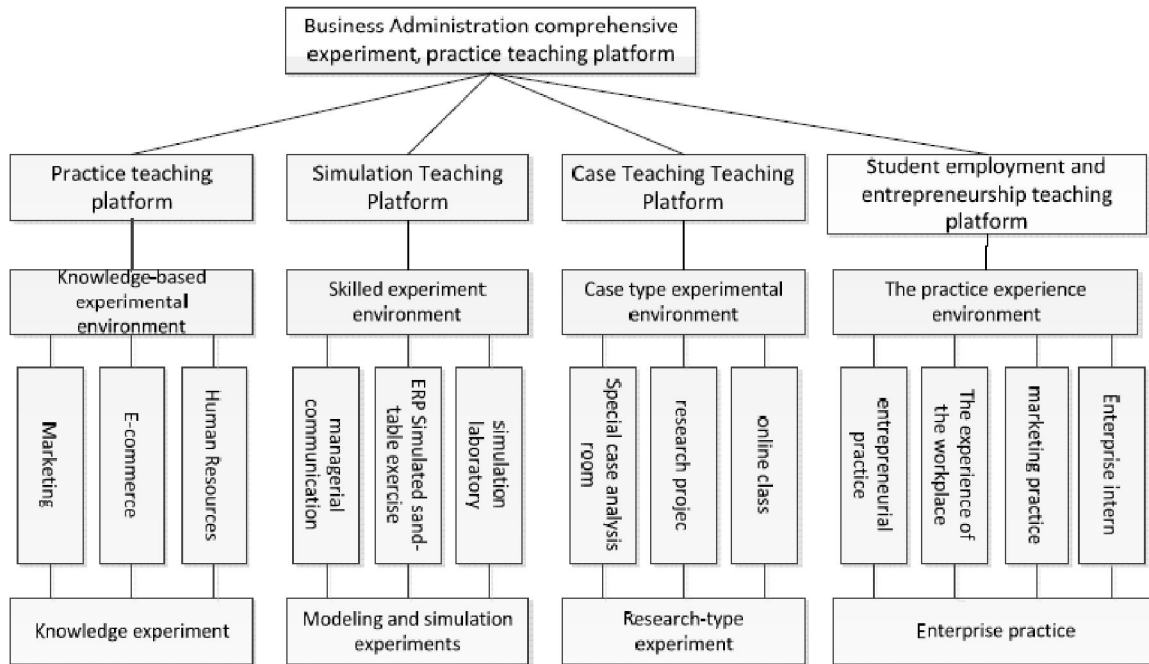 Business Administration comprehensive
experiment, practice teaching platform
Practice teaching
platform
Simulation Teaching
Platform
Case Teaching Teaching
Platform
Student employment and
entrepreneurship teaching
platform
Knowledge-based
experimental
environment
Skilled experiment
environment
Case type experimental
environment
The practice experience
environment
Marketing
E-commerce
Human Resources
managerial
communication
ERP Simulated sand-
table exercise
simulation
laboratory
Special case analysis
room
research projec
online class
entrepreneurial
practice
The experience of
the workplace
marketing practice
Enterprise intern
Knowledge experiment
Modeling and simulation
experiments
Research-type
experiment
Enterprise practice